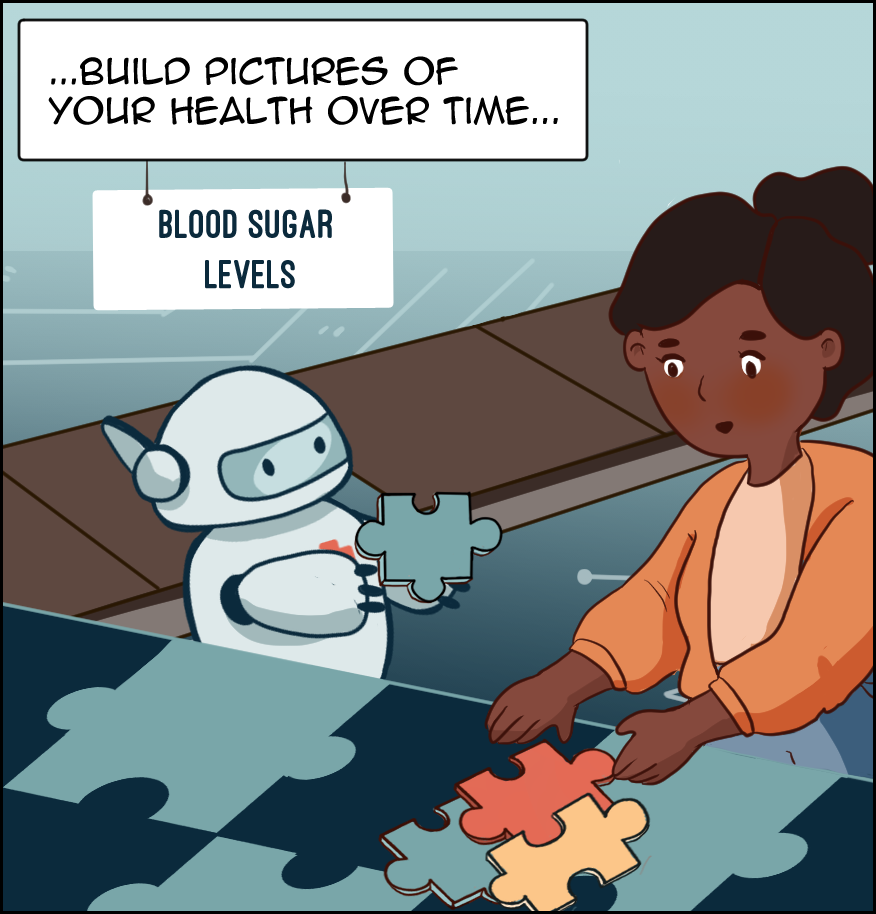 ...BUILD PICTURES OF
YOUR HEALTH OVER TIME...
BLOOD SUGAR
LEVELS